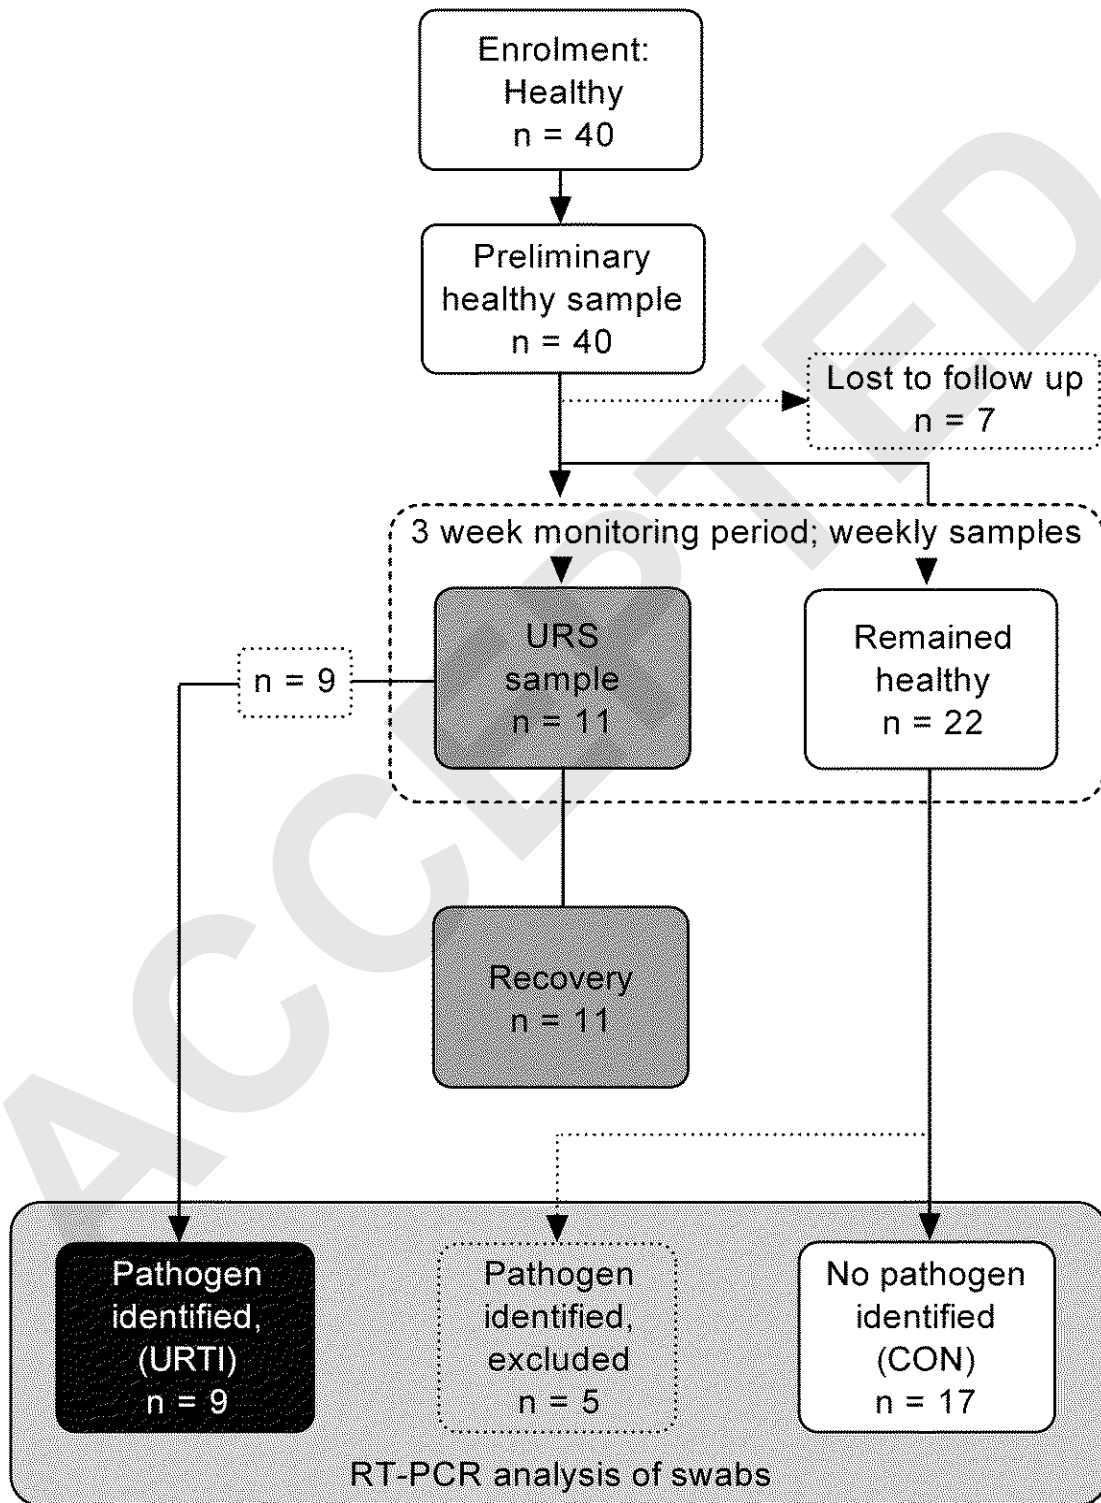 Enrolment:
Healthy
n = 40
Preliminary
healthy sample
n = 40
Lost to follow up
n = 7
3 week monitoring period; weekly samples
URS
sample
n = 11
Remained
healthy
n = 22
n = 9
Recovery
n = 11
Pathogen
identified,
(URTI)
n = 9
Pathogen
identified,
excluded
n = 5
No pathogen
identified
(CON)
n = 17
RT-PCR analysis of swabs
ACCEPTED